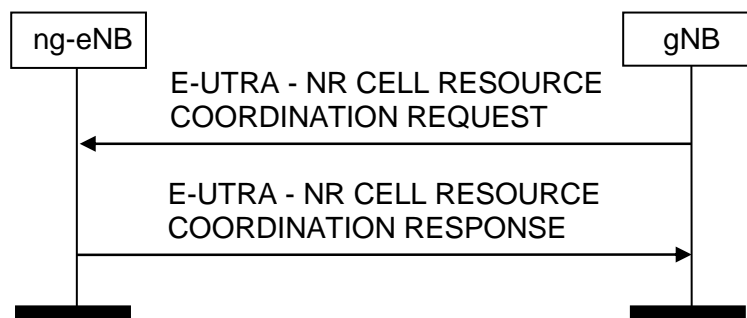 ng-eNB
gNB
E-UTRA - NR CELL RESOURCE
COORDINATION REQUEST
E-UTRA - NR CELL RESOURCE
COORDINATION RESPONSE